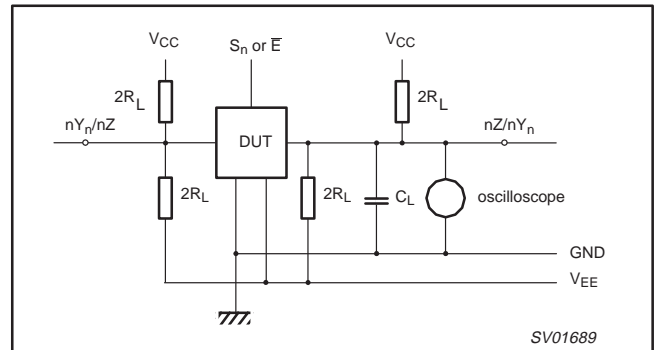 VCC
Sn or E̅
VCC
2RL
2RL
nYn/nZ
nZ/nYn
DUT
2RL
2RL
CL
oscilloscope
GND
VEE
SV01689